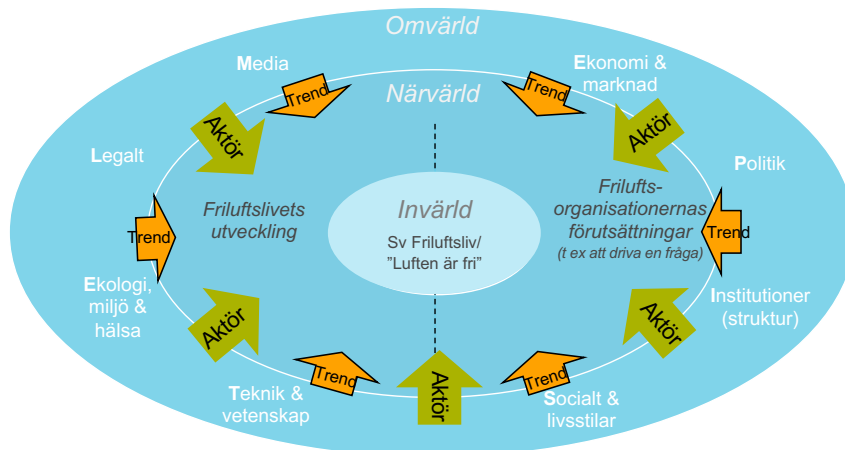 Omvärld
Media
Ekonomi &
marknad
Trend
Närvärld
Trend
Aktör
Aktör
Legalt
Politik
Friluftslivets
utveckling
Invärld
Sv Friluftsliv/
”Luften är fri”
Frilufts-
organisationernas
förutsättningar
(t ex att driva en fråga)
Trend
Trend
Ekologi,
miljö &
hälsa
Institutioner
(struktur)
Aktör
Aktör
Trend
Aktör
Trend
Teknik &
vetenskap
Socialt &
livsstilar